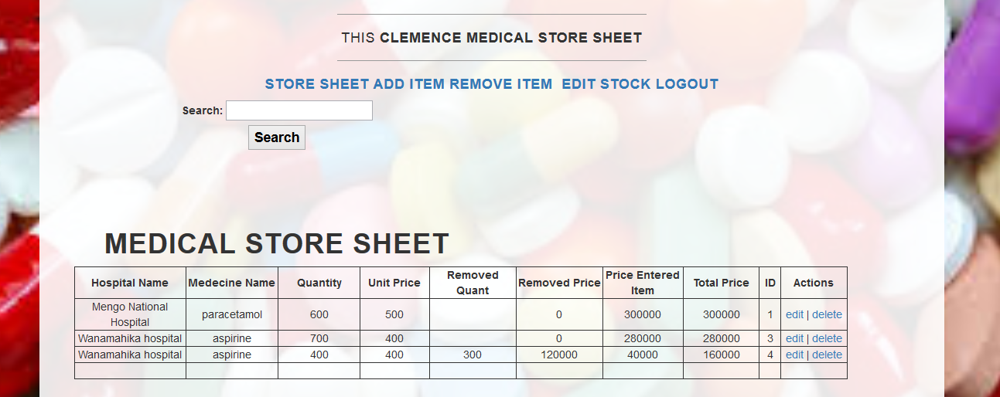 THIS CLEMENCE MEDICAL STORE SHEET
STORE SHEET ADD ITEM REMOVE ITEM EDIT STOCK LOGOUT
Search:
Search
MEDICAL STORE SHEET
Hospital Name Medecine Name Quantity Unit Price Removed Quant Removed Price Price Entered Item Total Price ID Actions
Mengo National Hospital paracetamol 600 500 0 300000 300000 1 edit | delete
Wanamahika hospital aspirine 700 400 0 280000 280000 3 edit | delete
Wanamahika hospital aspirine 400 400 300 120000 40000 160000 4 edit | delete